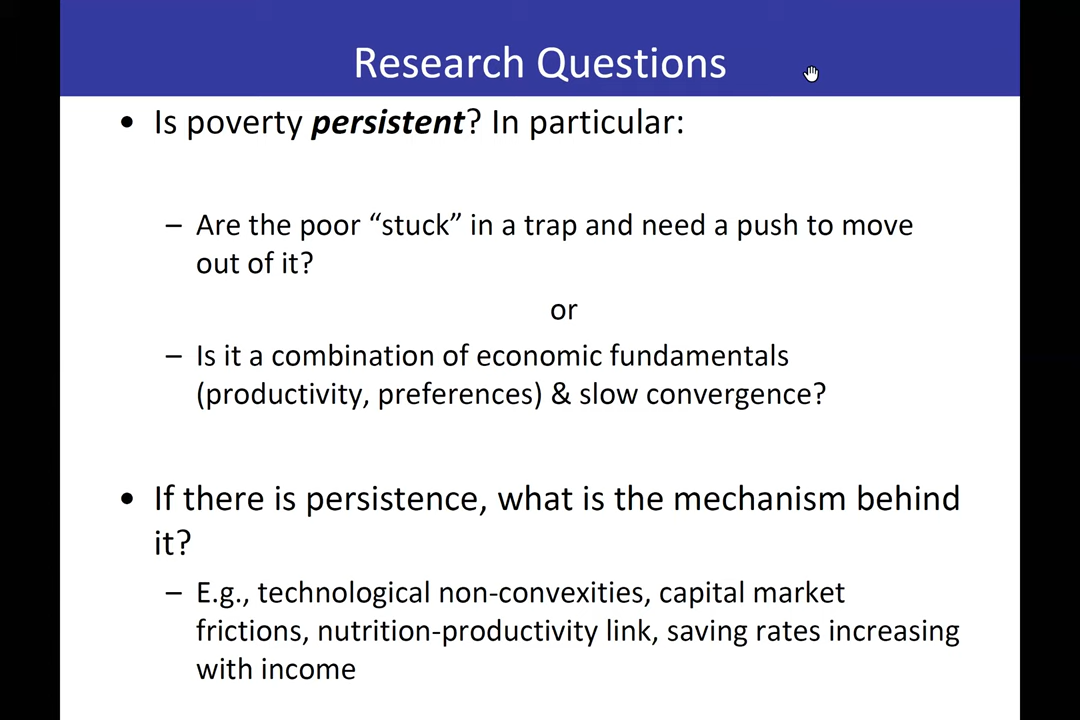 Research Questions
• Is poverty persistent? In particular:
– Are the poor “stuck” in a trap and need a push to move
out of it?
or
– Is it a combination of economic fundamentals
(productivity, preferences) & slow convergence?
• If there is persistence, what is the mechanism behind
it?
– E.g., technological non-convexities, capital market
frictions, nutrition-productivity link, saving rates increasing
with income